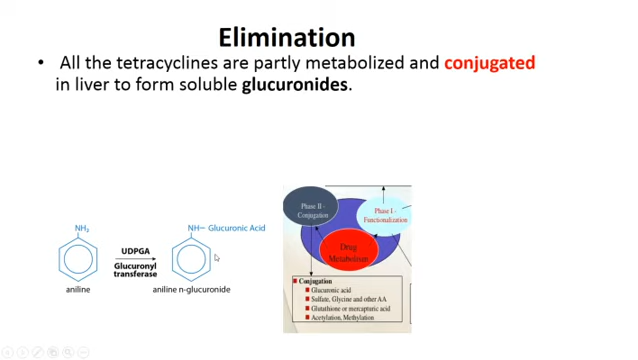 Elimination
• All the tetracyclines are partly metabolized and conjugated
in liver to form soluble glucuronides.
NH₂
UDPGA
Glucuronyl
transferase
aniline
NH— Glucuronic Acid
aniline n-glucuronide
Phase II -
Conjugation
Phase I -
Functionalization
Drug
Metabolism
Conjugation
Glucuronic acid
Sulfate, Glycine and other AA
Glutathione or mercapturic acid
Acetylation, Methylation